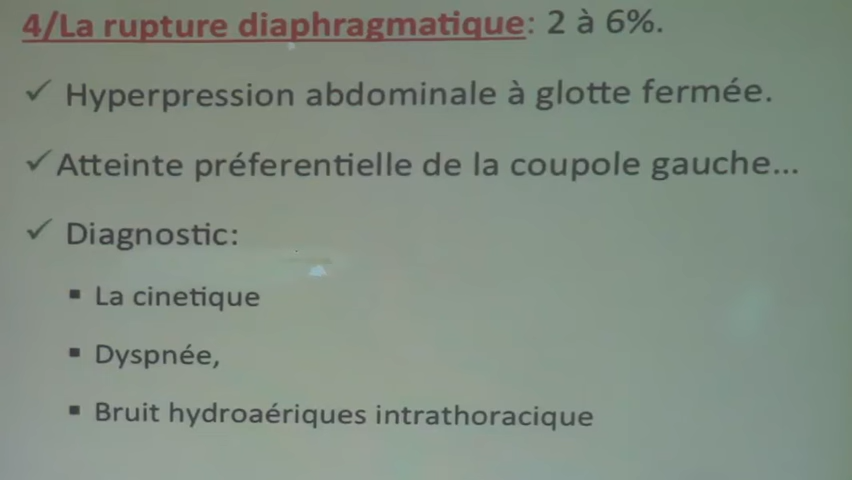 4/La rupture diaphragmatique: 2 à 6%.
✓ Hyperpression abdominale à glotte fermée.
✓ Atteinte préferentielle de la coupole gauche...
✓ Diagnostic:
▪ La cinetique
▪ Dyspnée,
▪ Bruit hydroaériques intrathoracique